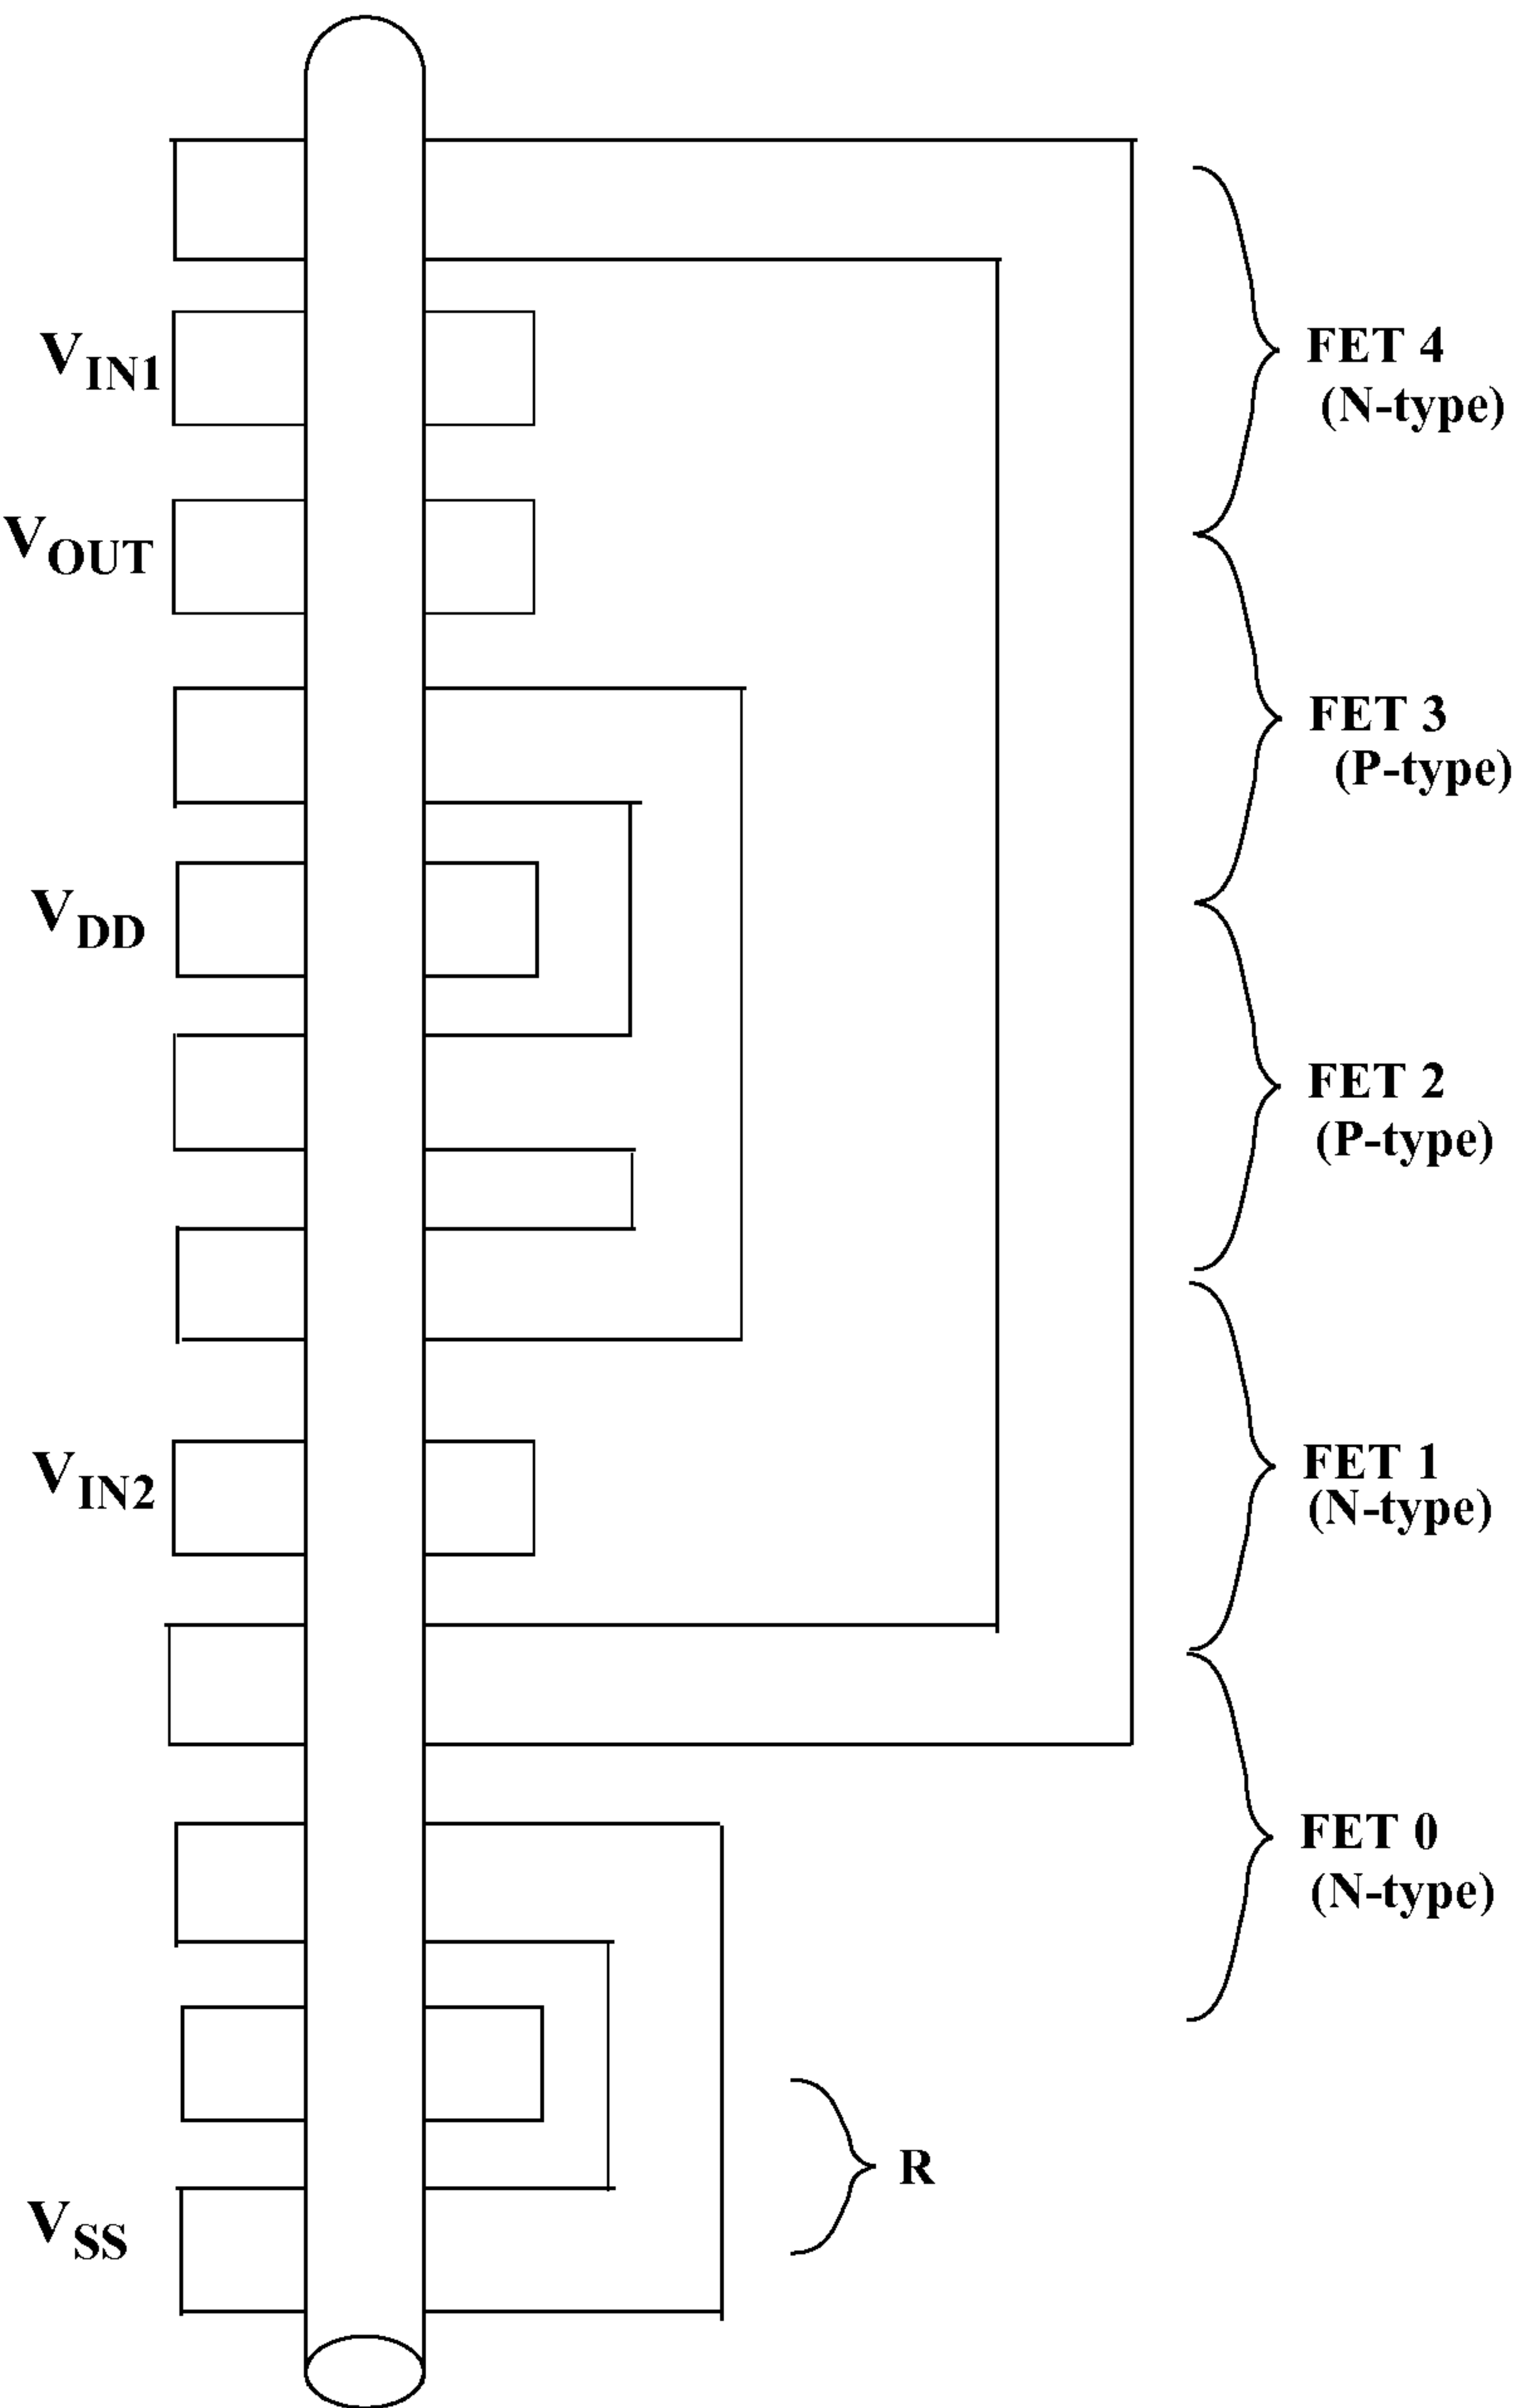 VIN1
FET 4
(N-type)
VOUT
FET 3
(P-type)
VDD
FET 2
(P-type)
VIN2
FET 1
(N-type)
FET 0
(N-type)
R
VSS